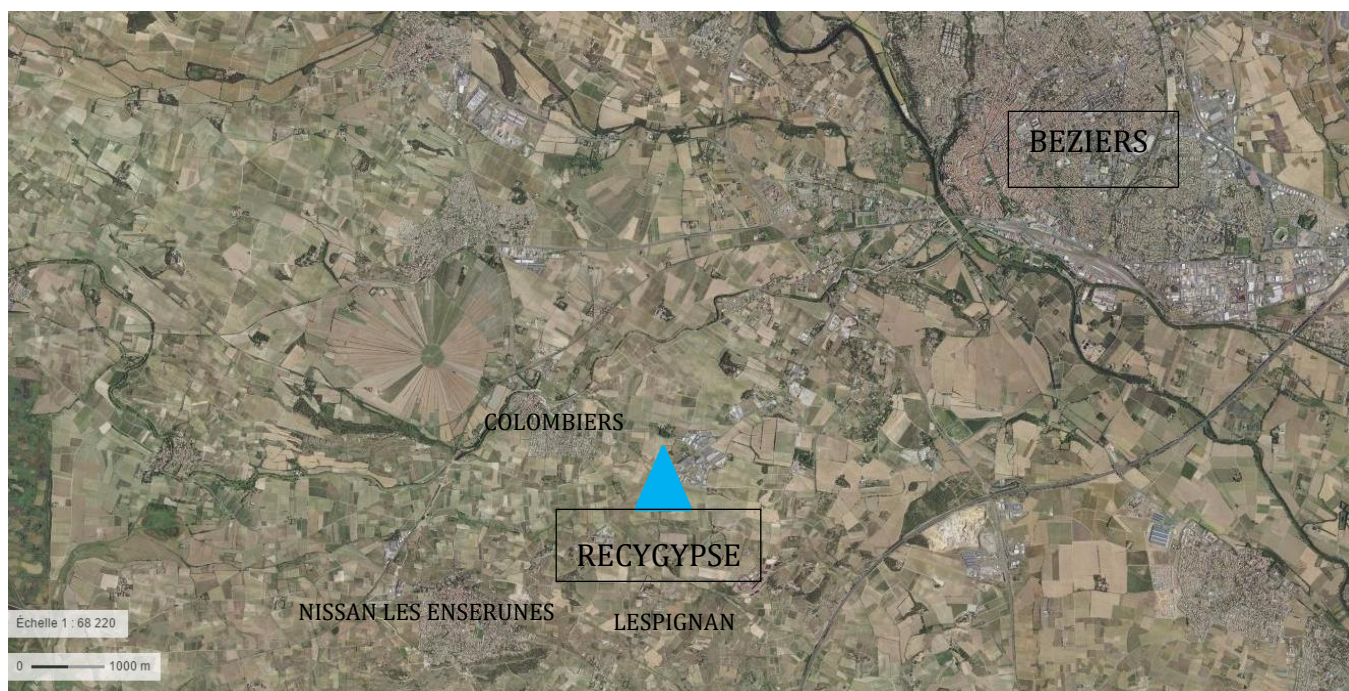 BEZIERS
COLOMBIERS
RECYGYPSE
NISSAN LES ENSERUNES
LESPIGNAN
Échelle 1 : 68 220
0 1000 m